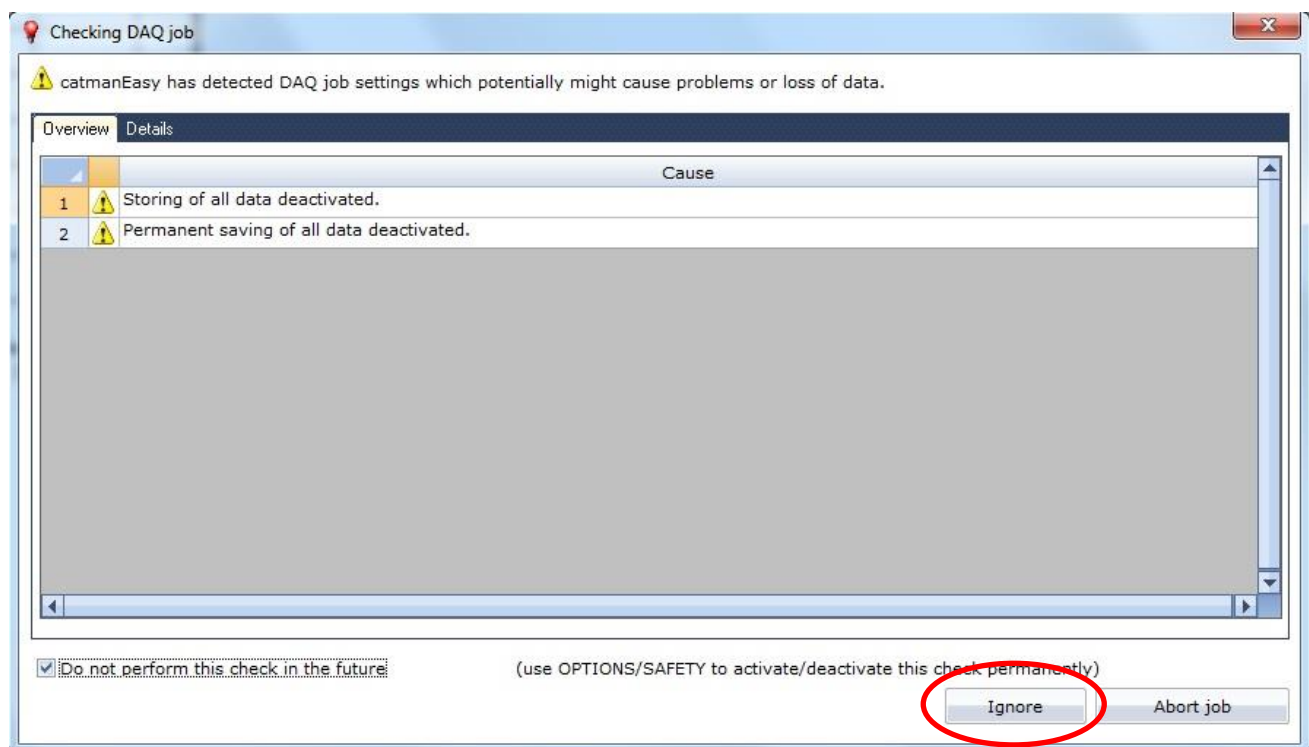 Checking DAQ job
catmanEasy has detected DAQ job settings which potentially might cause problems or loss of data.
Overview Details
Cause
1 Storing of all data deactivated.
2 Permanent saving of all data deactivated.
Do not perform this check in the future (use OPTIONS/SAFETY to activate/deactivate this check permanently)
Ignore Abort job